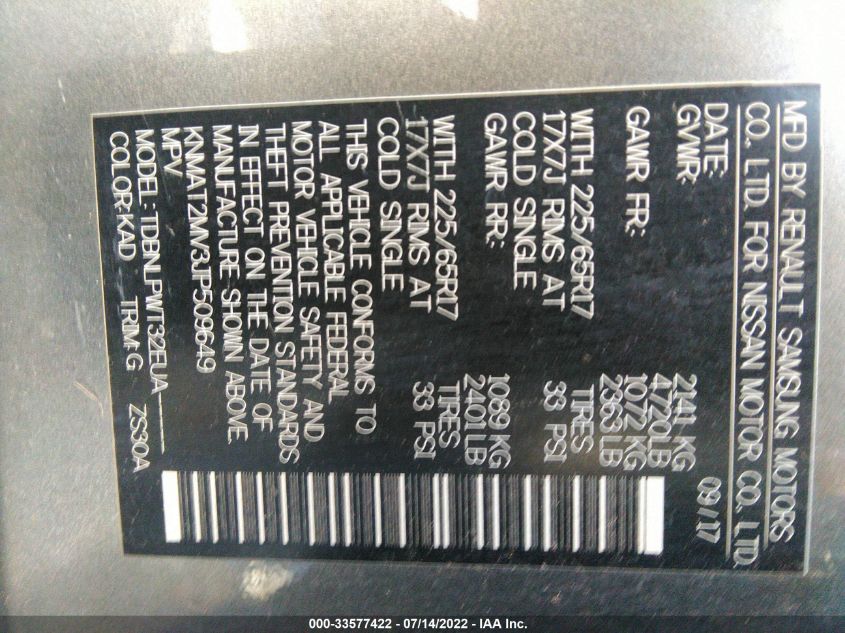 MFD BY RENAULT SAMSUNG MOTORS
CO., LTD. FOR NISSAN MOTOR CO., LTD.
DATE: 09/17
GVWR: 2141 KG
4720LB
GAWR FR: 1072 KG
2363 LB
WITH 225/65R17 TIRES
17X7J RIMS AT 33 PSI
COLD SINGLE
GAWR RR: 1089 KG
2401 LB
WITH 225/65R17 TIRES
17X7J RIMS AT 33 PSI
COLD SINGLE
THIS VEHICLE CONFORMS TO
ALL APPLICABLE FEDERAL
MOTOR VEHICLE SAFETY AND
THEFT PREVENTION STANDARDS
IN EFFECT ON THE DATE OF
MANUFACTURE SHOWN ABOVE
KNMAT2MV3JP509649
MPV
MODEL: TDBNLPWT32EUA
COLOR:KAD TRIM:G ZS30A
000-33577422 - 07/14/2022 - IAA Inc.